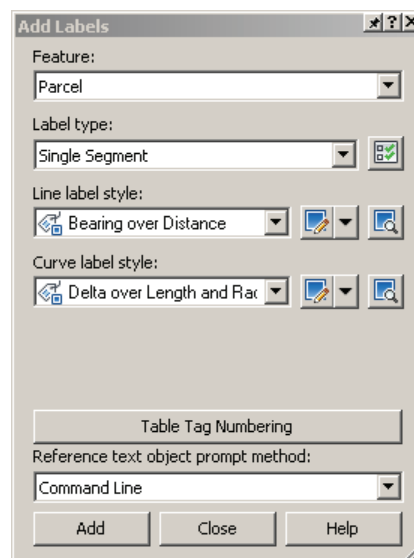 Add Labels
Feature:
Parcel
Label type:
Single Segment
Line label style:
Bearing over Distance
Curve label style:
Delta over Length and Rac
Table Tag Numbering
Reference text object prompt method:
Command Line
Add Close Help